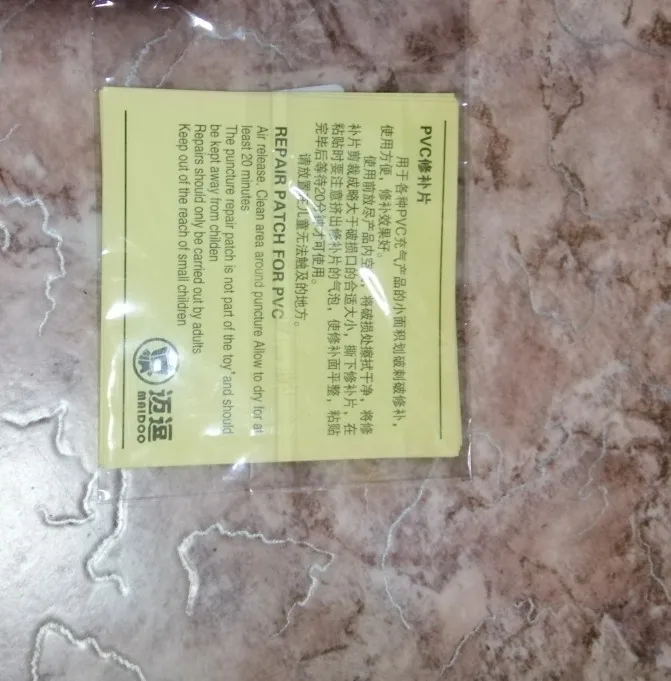 PVC修补片
用于各种PVC充气产品的小面积划破刺破修补，
使用方便，修补效果好。
使用前放尽产品内空气，将破损处擦拭干净，将修
补片剪裁成略大于破损口的合适大小，撕下修补片，在
粘贴时要注意挤出修补片的气泡，使修补面平整，粘贴
完毕后等待20分钟才可使用。
请放置在儿童无法触及的地方。
REPAIR PATCH FOR PVC
Air release Clean area around puncture Allow to dry for at
least 20 minutes
The puncture repair patch is not part of the toy and should
be kept away from childen
Repairs should only be carried out by adults
Keep out of the reach of small children
迈逗
MAIDOO